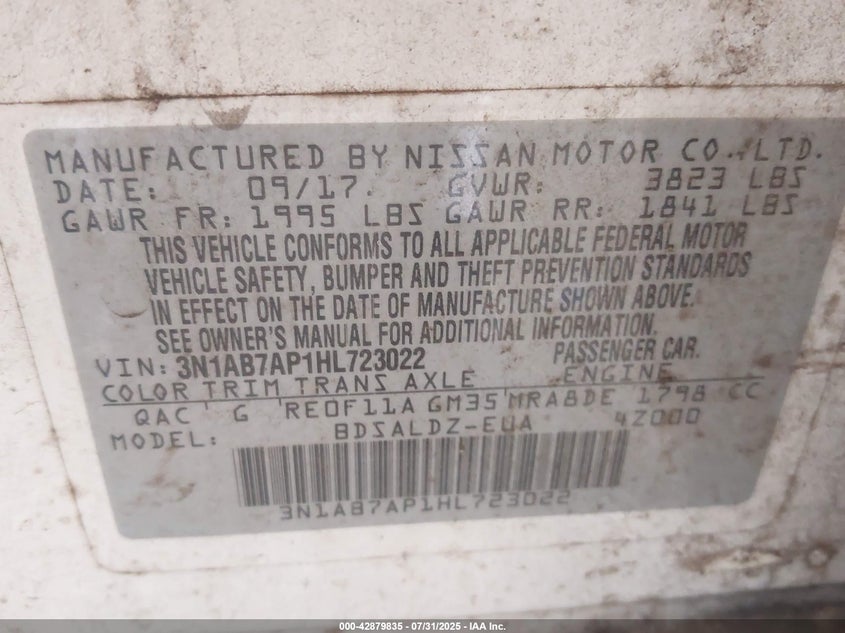 MANUFACTURED BY NISSAN MOTOR CO.,LTD.
DATE: 09/17. GVWR: 3823 LBS
GAWR FR: 1995 LBS GAWR RR: 1841 LBS
THIS VEHICLE CONFORMS TO ALL APPLICABLE FEDERAL MOTOR
VEHICLE SAFETY, BUMPER AND THEFT PREVENTION STANDARDS
IN EFFECT ON THE DATE OF MANUFACTURE SHOWN ABOVE.
SEE OWNER'S MANUAL FOR ADDITIONAL INFORMATION.
VIN: 3N1AB7AP1HL723022 PASSENGER CAR.
COLOR TRIM TRANS AXLE ENGINE
QAC G RE0F11A GM35 MRA8DE 1798 CC
MODEL: BDSALDZ-EUA 4Z000
3N1AB7AP1HL723022
000-42879835 - 07/31/2025 - IAA Inc.